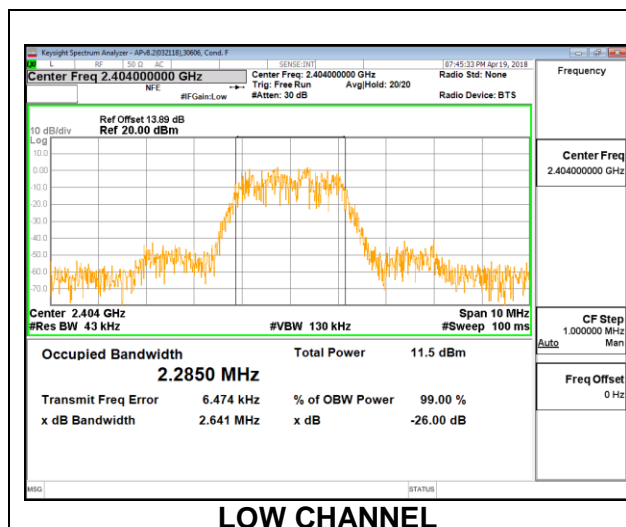 Keysight Spectrum Analyzer - APv8.2(032118),30606, Cond. F
L RF 50 Ω AC SENSE:INT 07:45:33 PM Apr 19, 2018
Center Freq 2.404000000 GHz
NFE
#IFGain:Low
Center Freq: 2.404000000 GHz
Trig: Free Run Avg|Hold: 20/20
#Atten: 30 dB
Radio Std: None
Radio Device: BTS
Frequency
Ref Offset 13.89 dB
10 dB/div Ref 20.00 dBm
Log
10.0
0.00
-10.0
-20.0
-30.0
-40.0
-50.0
-60.0
-70.0
Center 2.404 GHz Span 10 MHz
#Res BW 43 kHz #VBW 130 kHz #Sweep 100 ms
Occupied Bandwidth Total Power 11.5 dBm
2.2850 MHz
Transmit Freq Error 6.474 kHz % of OBW Power 99.00 %
x dB Bandwidth 2.641 MHz x dB -26.00 dB
Center Freq
2.404000000 GHz
CF Step
1.000000 MHz
Auto Man
Freq Offset
0 Hz
MSG STATUS
LOW CHANNEL